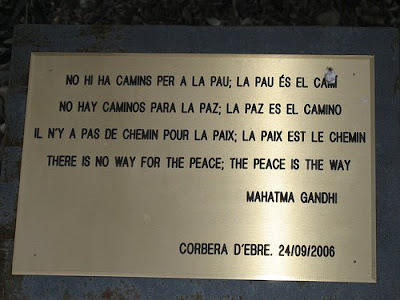 NO HI HA CAMINS PER A LA PAU; LA PAU ÉS EL CAMÍ
NO HAY CAMINOS PARA LA PAZ; LA PAZ ES EL CAMINO
IL N'Y A PAS DE CHEMIN POUR LA PAIX; LA PAIX EST LE CHEMIN
THERE IS NO WAY FOR THE PEACE; THE PEACE IS THE WAY
MAHATMA GANDHI
CORBERA D'EBRE. 24/09/2006